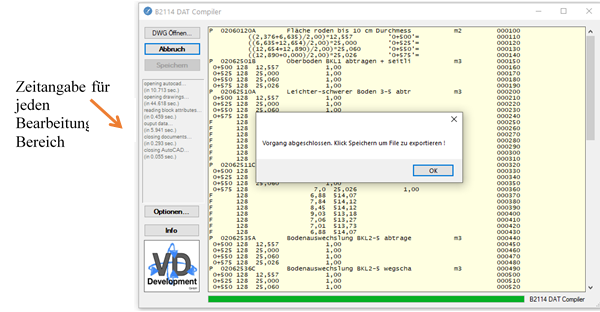 B2114 DAT Compiler
DWG Öffnen...
Abbruch
Speichern
opening autocad...
(in 10.713 sec.)
opening drawings...
(in 44.618 sec.)
reading block attributes...
(in 0.459 sec.)
ouput data...
(in 5.941 sec.)
closing documents...
(in 0.293 sec.)
closing AutoCAD...
(in 0.055 sec.)
Optionen...
Info
VD
Development
Zeitangabe für
jeden
Bearbeitung
Bereich
P 02060120A Fläche roden bis 10 cm Durchmess m2 000100
((2,376+6,635)/2,00)*12,557 "0+500"= 000110
((6,635+12,654)/2,00)*25,000 "0+525"= 000120
((12,654+12,890)/2,00)*25,060 "0+550"= 000130
((12,890+0,000)/2,00)*25,026 "0+575"= 000140
P 02062501B Oberboden BKL1 abtragen + seitli m3 000150
0+500 128 12,557 1,00 000160
0+525 128 25,000 1,00 000170
0+550 128 25,060 1,00 000180
0+575 128 25,026 1,00 000190
P 02062510A Leichter-schwerer Boden 3-5 abtr m3 000200
0+500 128 12,557 1,00 000210
0+525 128 25,000 1,00 000220
0+550 128 25,060 1,00 000230
0+575 128 000240
F 128 000250
F 128 000260
F 128 000270
F 128 000280
F 128 000290
F 128 000300
F 128 000310
P 02062511C 000320
0+500 128 12,557 000330
0+525 128 25,000 000340
0+550 128 25,060 1,00 000350
0+575 128 7,0 25,026 1,00 000360
F 128 6,88 $14,07 000370
F 128 7,84 $14,12 000380
F 128 8,45 $14,12 000390
F 128 9,03 $13,18 000400
F 128 7,06 $13,27 000410
F 128 7,01 $13,73 000420
F 128 6,88 $14,07 000430
P 02062535A Bodenauswechslung BKL2-5 abtrage m3 000440
0+500 128 12,557 1,00 000450
0+525 128 25,000 1,00 000460
0+550 128 25,060 1,00 000470
0+575 128 25,026 1,00 000480
P 02062536C Bodenauswechslung BKL2-5 wegscha m3 000490
0+500 128 12,557 1,00 000500
0+525 128 25,000 1,00 000510
0+550 128 25,060 1,00 000520
Vorgang abgeschlossen. Klick Speichern um File zu exportieren !
OK
B2114 DAT Compiler